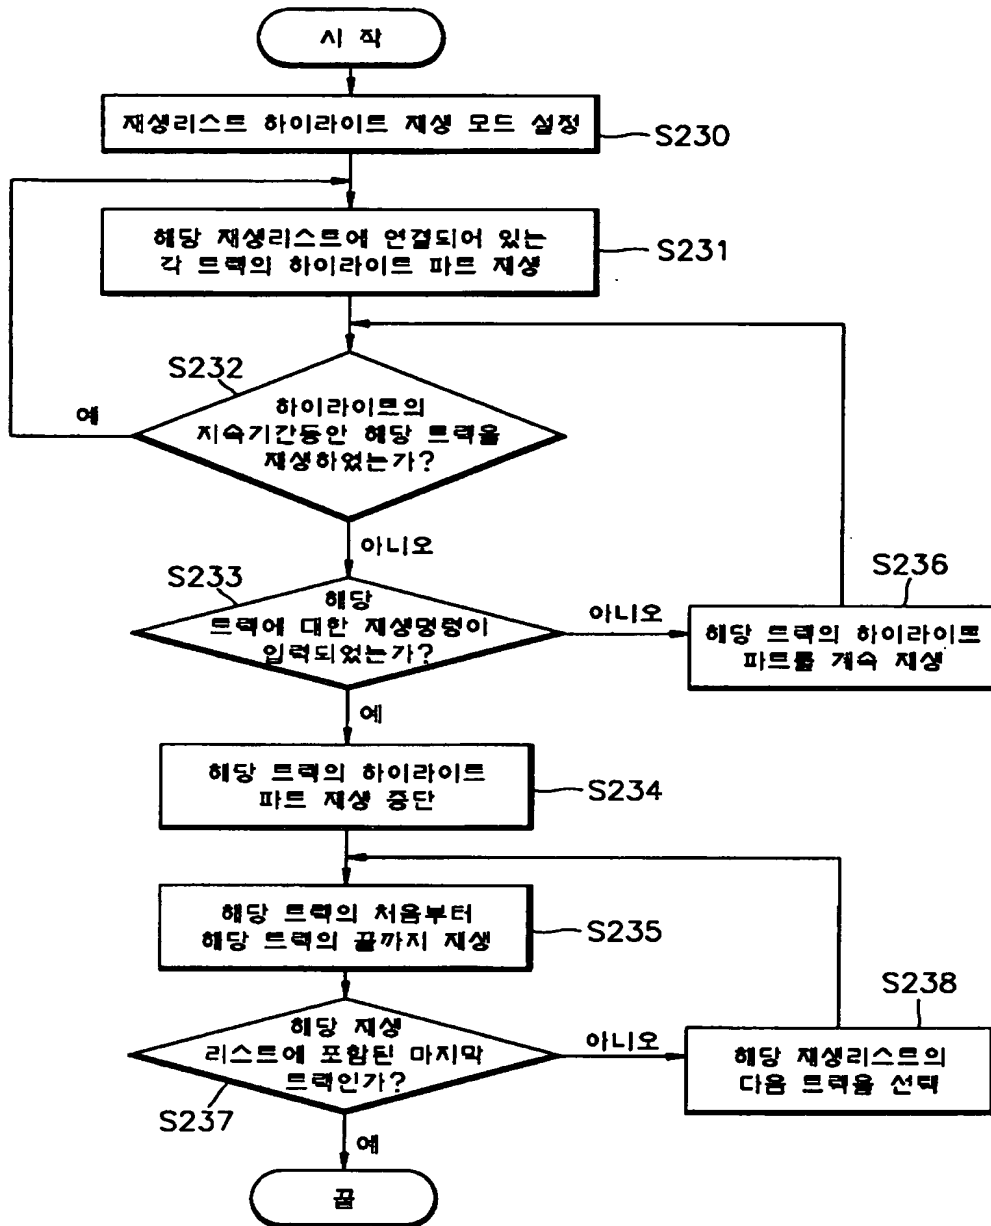 시 작
재생리스트 하이라이트 재생 모드 설정
S230
해당 재생리스트에 연결되어 있는
각 트랙의 하이라이트 파트 재생
S231
S232
예
하이라이트의
지속기간동안 해당 트랙을
재생하였는가?
아니오
S233
해당
트랙에 대한 재생명령이
입력되었는가?
아니오
S236
해당 트랙의 하이라이트
파트를 계속 재생
예
해당 트랙의 하이라이트
파트 재생 중단
S234
해당 트랙의 처음부터
해당 트랙의 끝까지 재생
S235
S238
해당 재생
리스트에 포함된 마지막
트랙인가?
아니오
해당 재생리스트의
다음 트랙을 선택
S237
예
끝